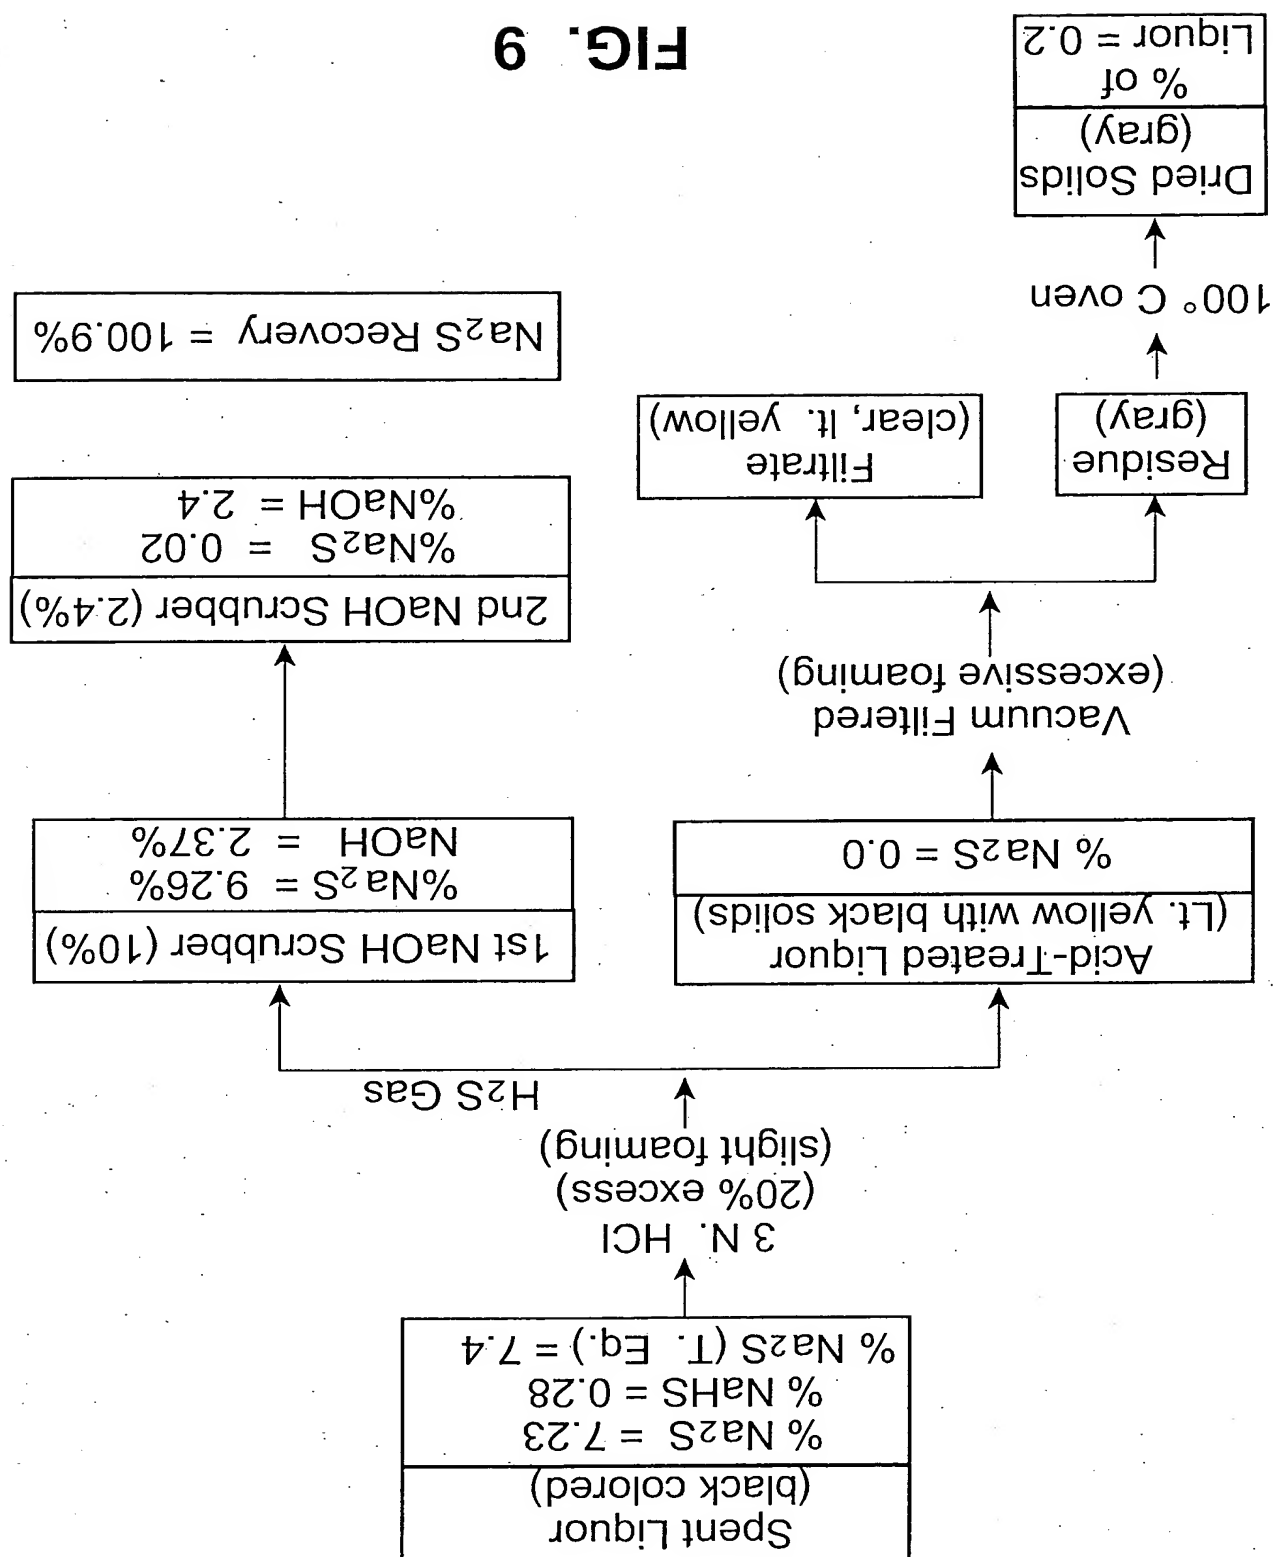 Spent Liquor
(black colored)
% Na2S = 7.23
% NaHS = 0.28
% Na2S (T. Eq.) = 7.4
3 N. HCl
(20% excess)
(slight foaming)
H2S Gas
Acid-Treated Liquor
(Lt. yellow with black solids)
% Na2S = 0.0
1st NaOH Scrubber (10%)
%Na2S = 9.26%
NaOH = 2.37%
Vacuum Filtered
(excessive foaming)
2nd NaOH Scrubber (2.4%)
%Na2S = 0.02
%NaOH = 2.4
Residue
(gray)
Filtrate
(clear, lt. yellow)
Na2S Recovery = 100.9%
100° C oven
Dried Solids
(gray)
% of
Liquor = 0.2
FIG. 9